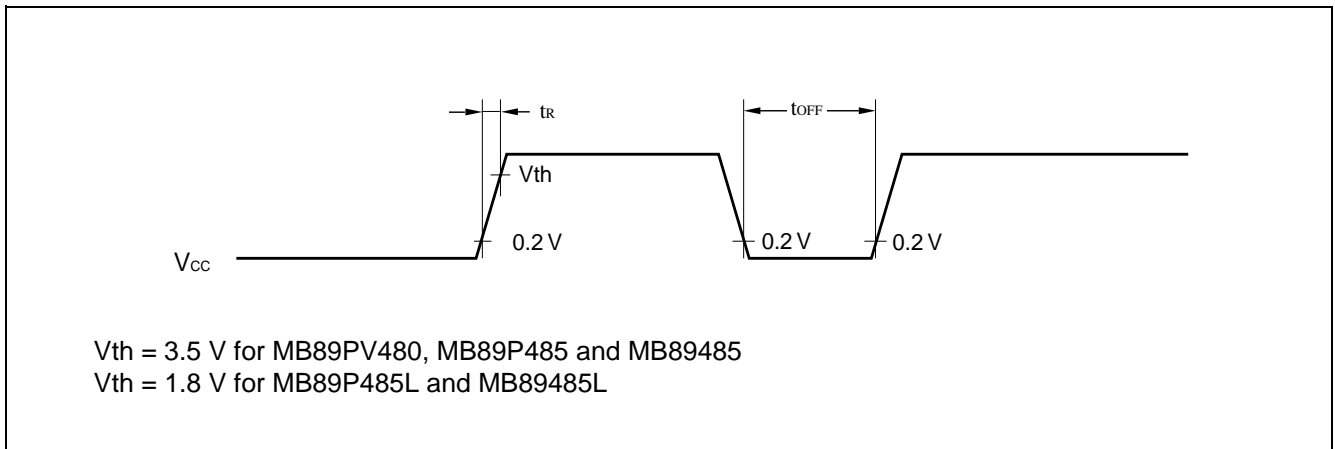 tR
tOFF
Vth
0.2 V
0.2 V
0.2 V
VCC
Vth = 3.5 V for MB89PV480, MB89P485 and MB89485
Vth = 1.8 V for MB89P485L and MB89485L